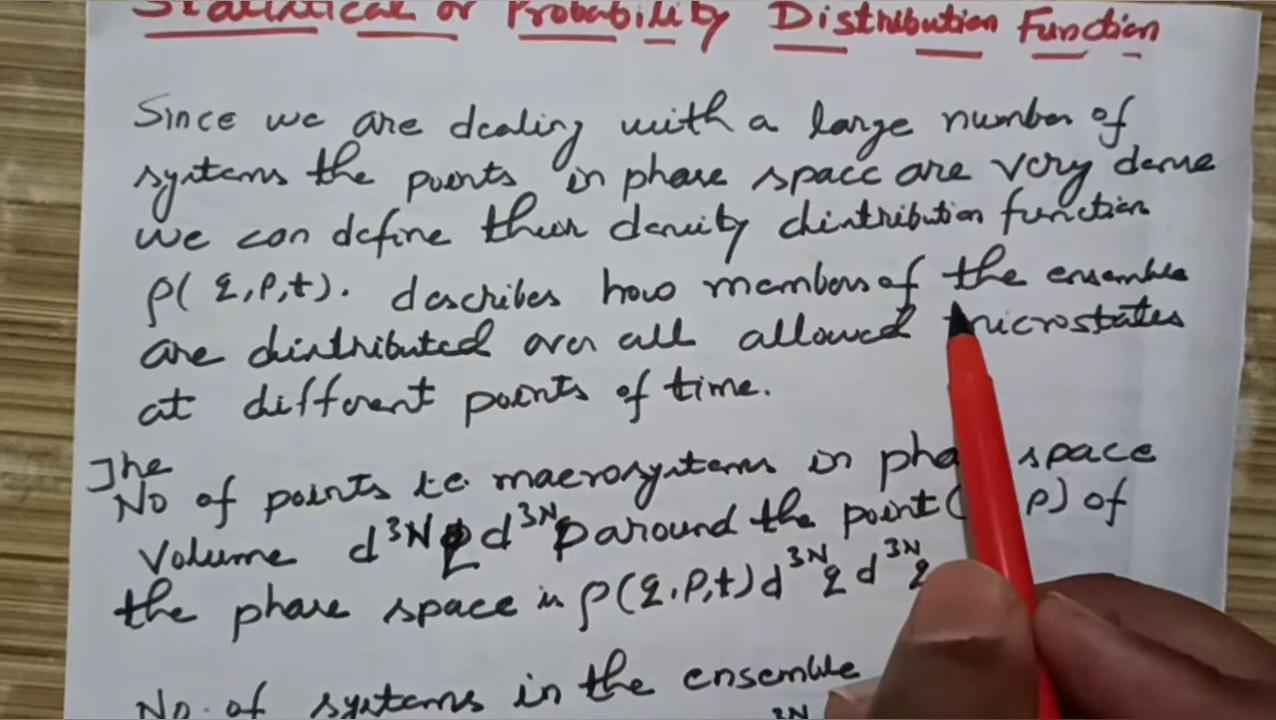 Statistical or Probability Distribution Function
Since we are dealing with a large number of
systems the points in phase space are very dense
we can define their density distribution function
ρ(q,p,t). describes how members of the ensemble
are distributed over all allowed microstates
at different points of time.
The
No of points i.e. macrosystems in pha space
Volume d³ᴺq d³ᴺp around the point ( p) of
the phase space is ρ(q,p,t) d³ᴺq d³ᴺq
No. of systems in the ensemble
3N